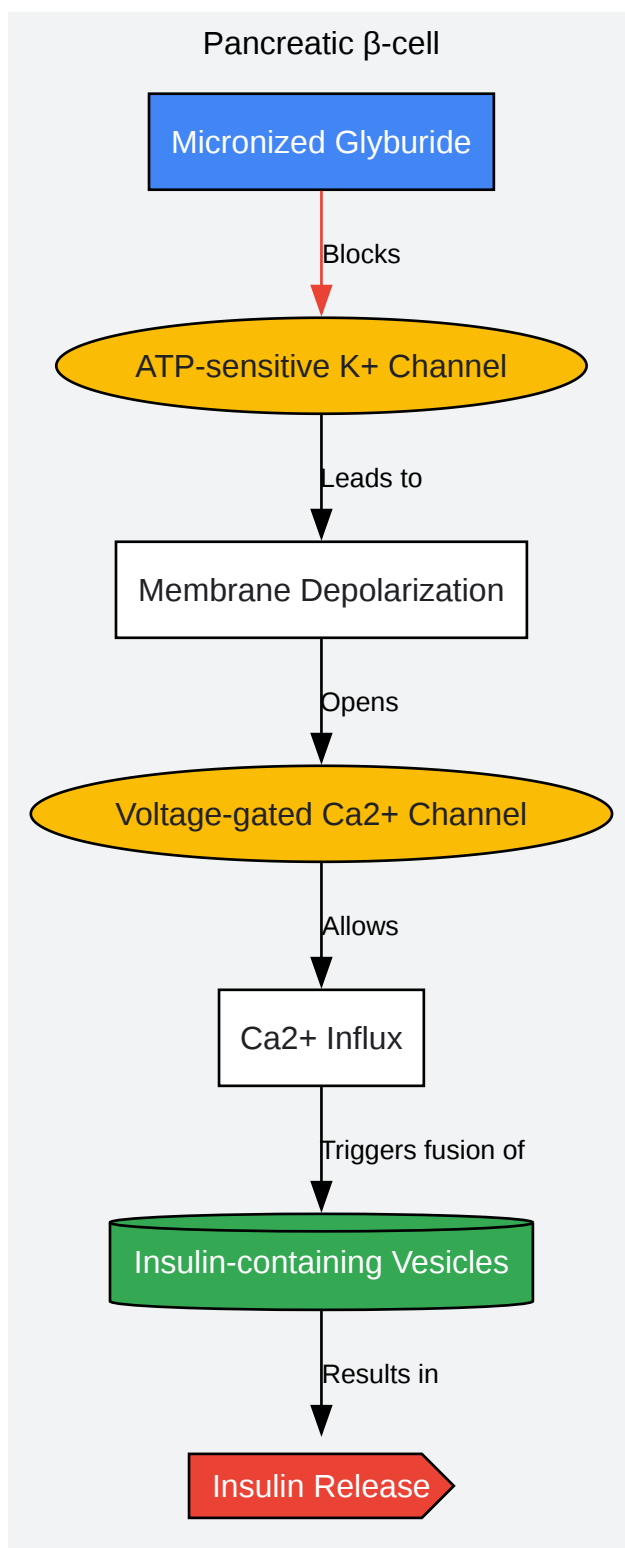 Pancreatic β-cell
Micronized Glyburide
Blocks
ATP-sensitive K+ Channel
Leads to
Membrane Depolarization
Opens
Voltage-gated Ca2+ Channel
Allows
Ca2+ Influx
Triggers fusion of
Insulin-containing Vesicles
Results in
Insulin Release